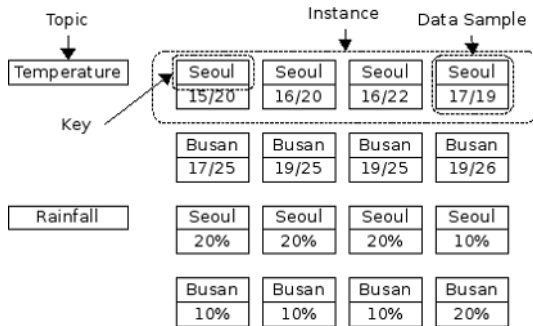 Topic Instance Data Sample
Temperature Seoul Seoul Seoul Seoul
15/20 16/20 16/22 17/19
Key
Busan Busan Busan Busan
17/25 19/25 19/25 19/26
Rainfall Seoul Seoul Seoul Seoul
20% 20% 20% 10%
Busan Busan Busan Busan
10% 10% 10% 20%